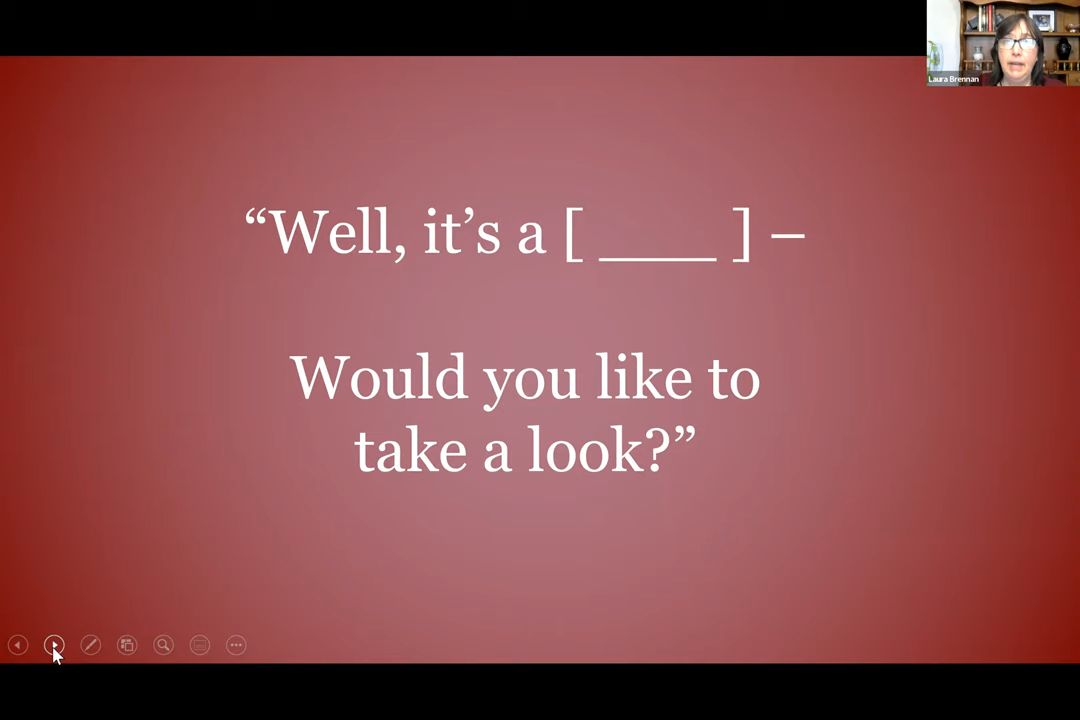 Laura Brennan
“Well, it’s a [ ____ ] –
Would you like to
take a look?”